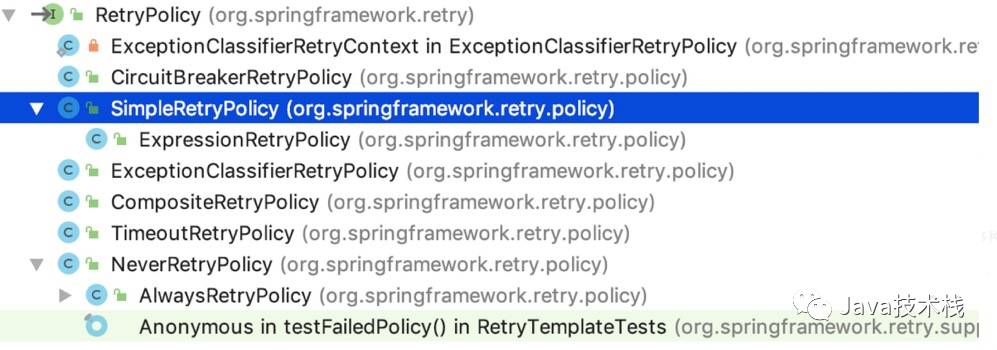 RetryPolicy (org.springframework.retry)
ExceptionClassifierRetryContext in ExceptionClassifierRetryPolicy (org.springframework.re
CircuitBreakerRetryPolicy (org.springframework.retry.policy)
SimpleRetryPolicy (org.springframework.retry.policy)
ExpressionRetryPolicy (org.springframework.retry.policy)
ExceptionClassifierRetryPolicy (org.springframework.retry.policy)
CompositeRetryPolicy (org.springframework.retry.policy)
TimeoutRetryPolicy (org.springframework.retry.policy)
NeverRetryPolicy (org.springframework.retry.policy)
AlwaysRetryPolicy (org.springframework.retry.policy)
Java技术栈
Anonymous in testFailedPolicy() in RetryTemplateTests (org.springframework.retry.supp